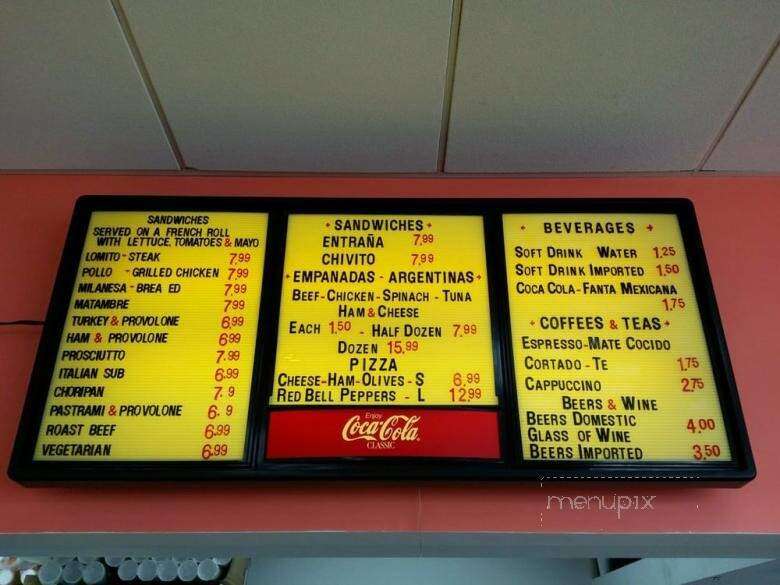 SANDWICHES
SERVED ON A FRENCH ROLL
WITH LETTUCE, TOMATOES & MAYO
LOMITO - STEAK 7,99
POLLO - GRILLED CHICKEN 7,99
MILANESA - BREA ED 7,99
MATAMBRE 7,99
TURKEY & PROVOLONE 6,99
HAM & PROVOLONE 6,99
PROSCIUTTO 7,99
ITALIAN SUB 6,99
CHORIPAN 7, 9
PASTRAMI & PROVOLONE 6, 9
ROAST BEEF 6,99
VEGETARIAN 6,99
SANDWICHES
ENTRAÑA 7,99
CHIVITO 7,99
EMPANADAS - ARGENTINAS
BEEF-CHICKEN-SPINACH - TUNA
HAM & CHEESE
EACH 1,50 - HALF DOZEN 7,99
DOZEN 15,99
PIZZA
CHEESE-HAM-OLIVES - S 6,99
RED BELL PEPPERS - L 12,99
Enjoy
Coca-Cola
CLASSIC
BEVERAGES
SOFT DRINK WATER 1,25
SOFT DRINK IMPORTED 1,50
COCA COLA-FANTA MEXICANA
1,75
COFFEES & TEAS
ESPRESSO-MATE COCIDO
CORTADO - TE 1,75
CAPPUCCINO 2,75
BEERS & WINE
BEERS DOMESTIC
GLASS OF WINE 4,00
BEERS IMPORTED 3,50
menupix